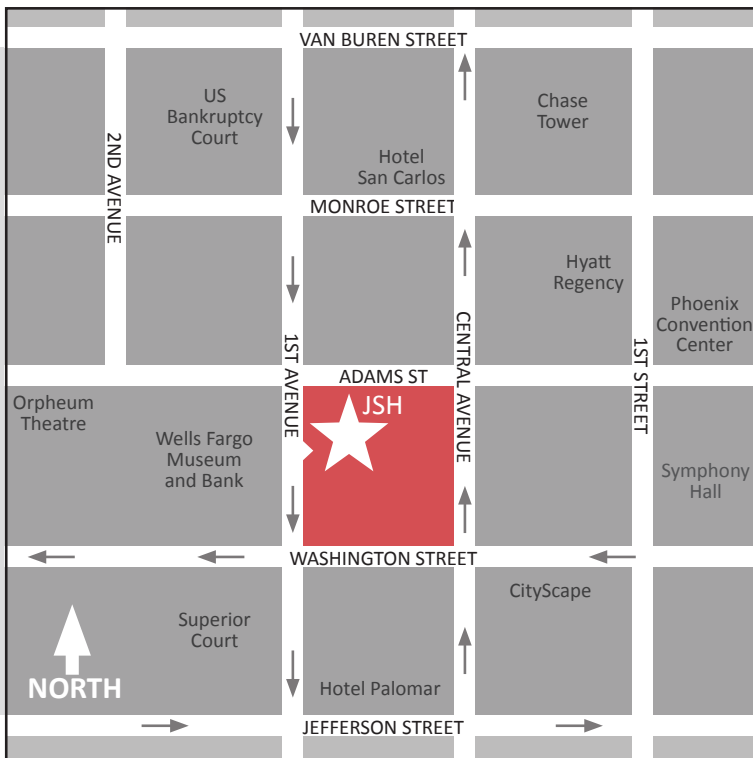 VAN BUREN STREET
US
Bankruptcy
Court
Chase
Tower
2ND AVENUE
Hotel
San Carlos
MONROE STREET
Hyatt
Regency
Phoenix
Convention
Center
1ST AVENUE
CENTRAL AVENUE
1ST STREET
ADAMS ST
Orpheum
Theatre
JSH
Wells Fargo
Museum
and Bank
Symphony
Hall
WASHINGTON STREET
CityScape
Superior
Court
NORTH
Hotel Palomar
JEFFERSON STREET